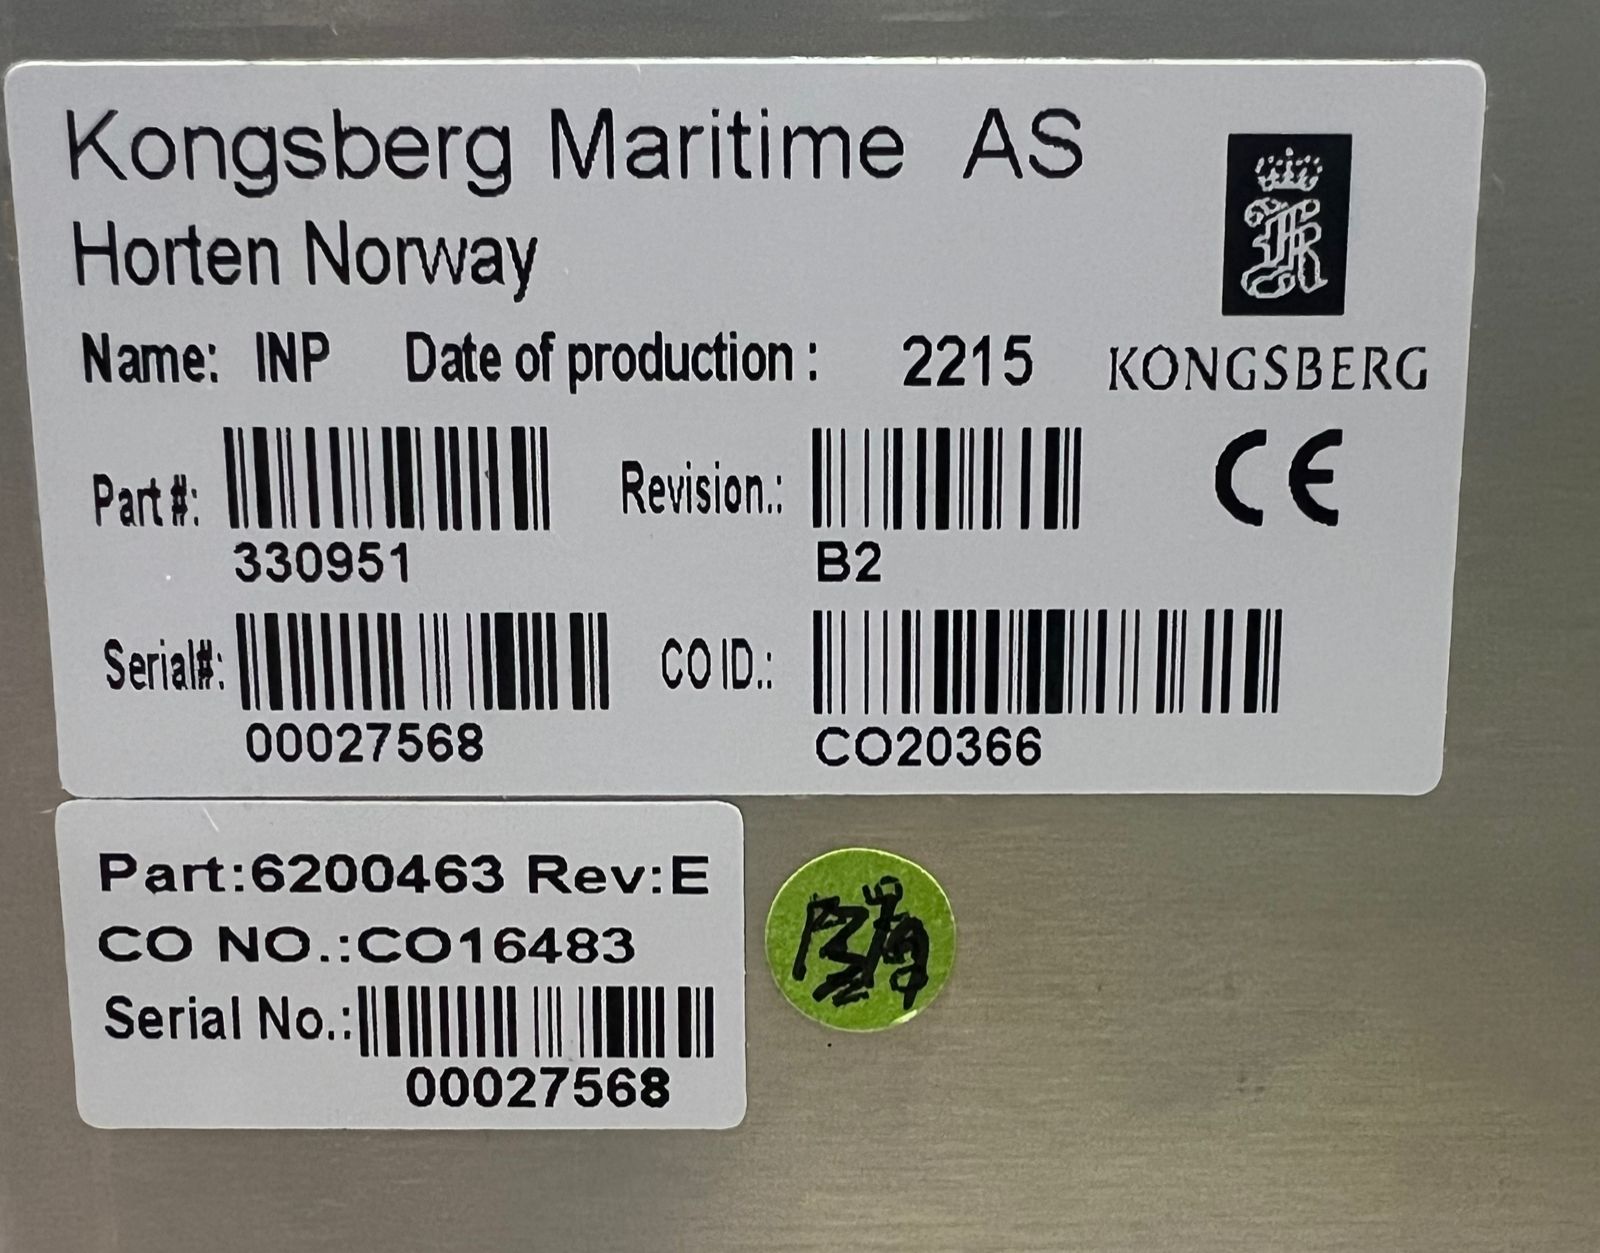 Kongsberg Maritime AS
Horten Norway
Name: INP Date of production : 2215
KONGSBERG
CE
Part #: Revision.:
330951 B2
Serial#: CO ID.:
00027568 CO20366
Part:6200463 Rev:E
CO NO.:CO16483
Serial No.:
00027568